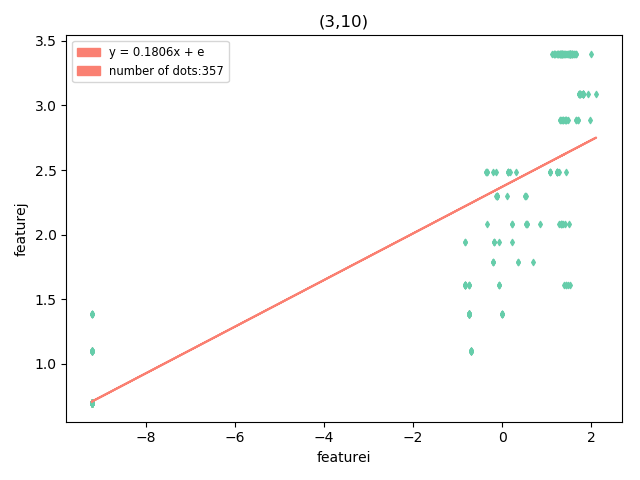 (3,10)
y = 0.1806x + e
number of dots:357
3.5
3.0
2.5
2.0
1.5
1.0
featurej
−8 −6 −4 −2 0 2
featurei